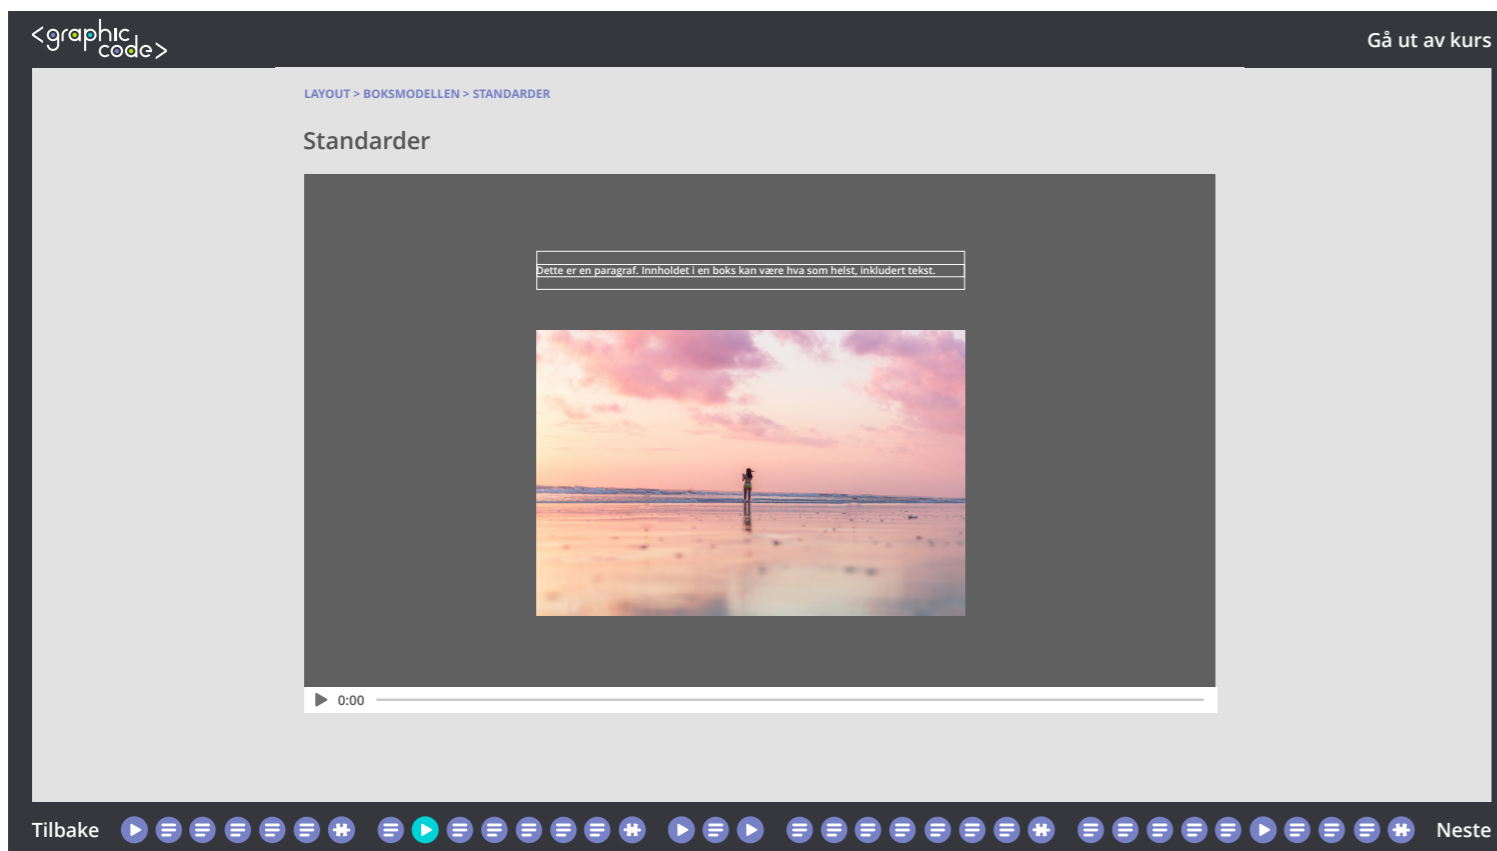 <graphic
code>
Gå ut av kurs
LAYOUT > BOKSMODELLEN > STANDARDER
Standarder
Dette er en paragraf. Innholdet i en boks kan være hva som helst, inkludert tekst.
0:00
Tilbake
Neste